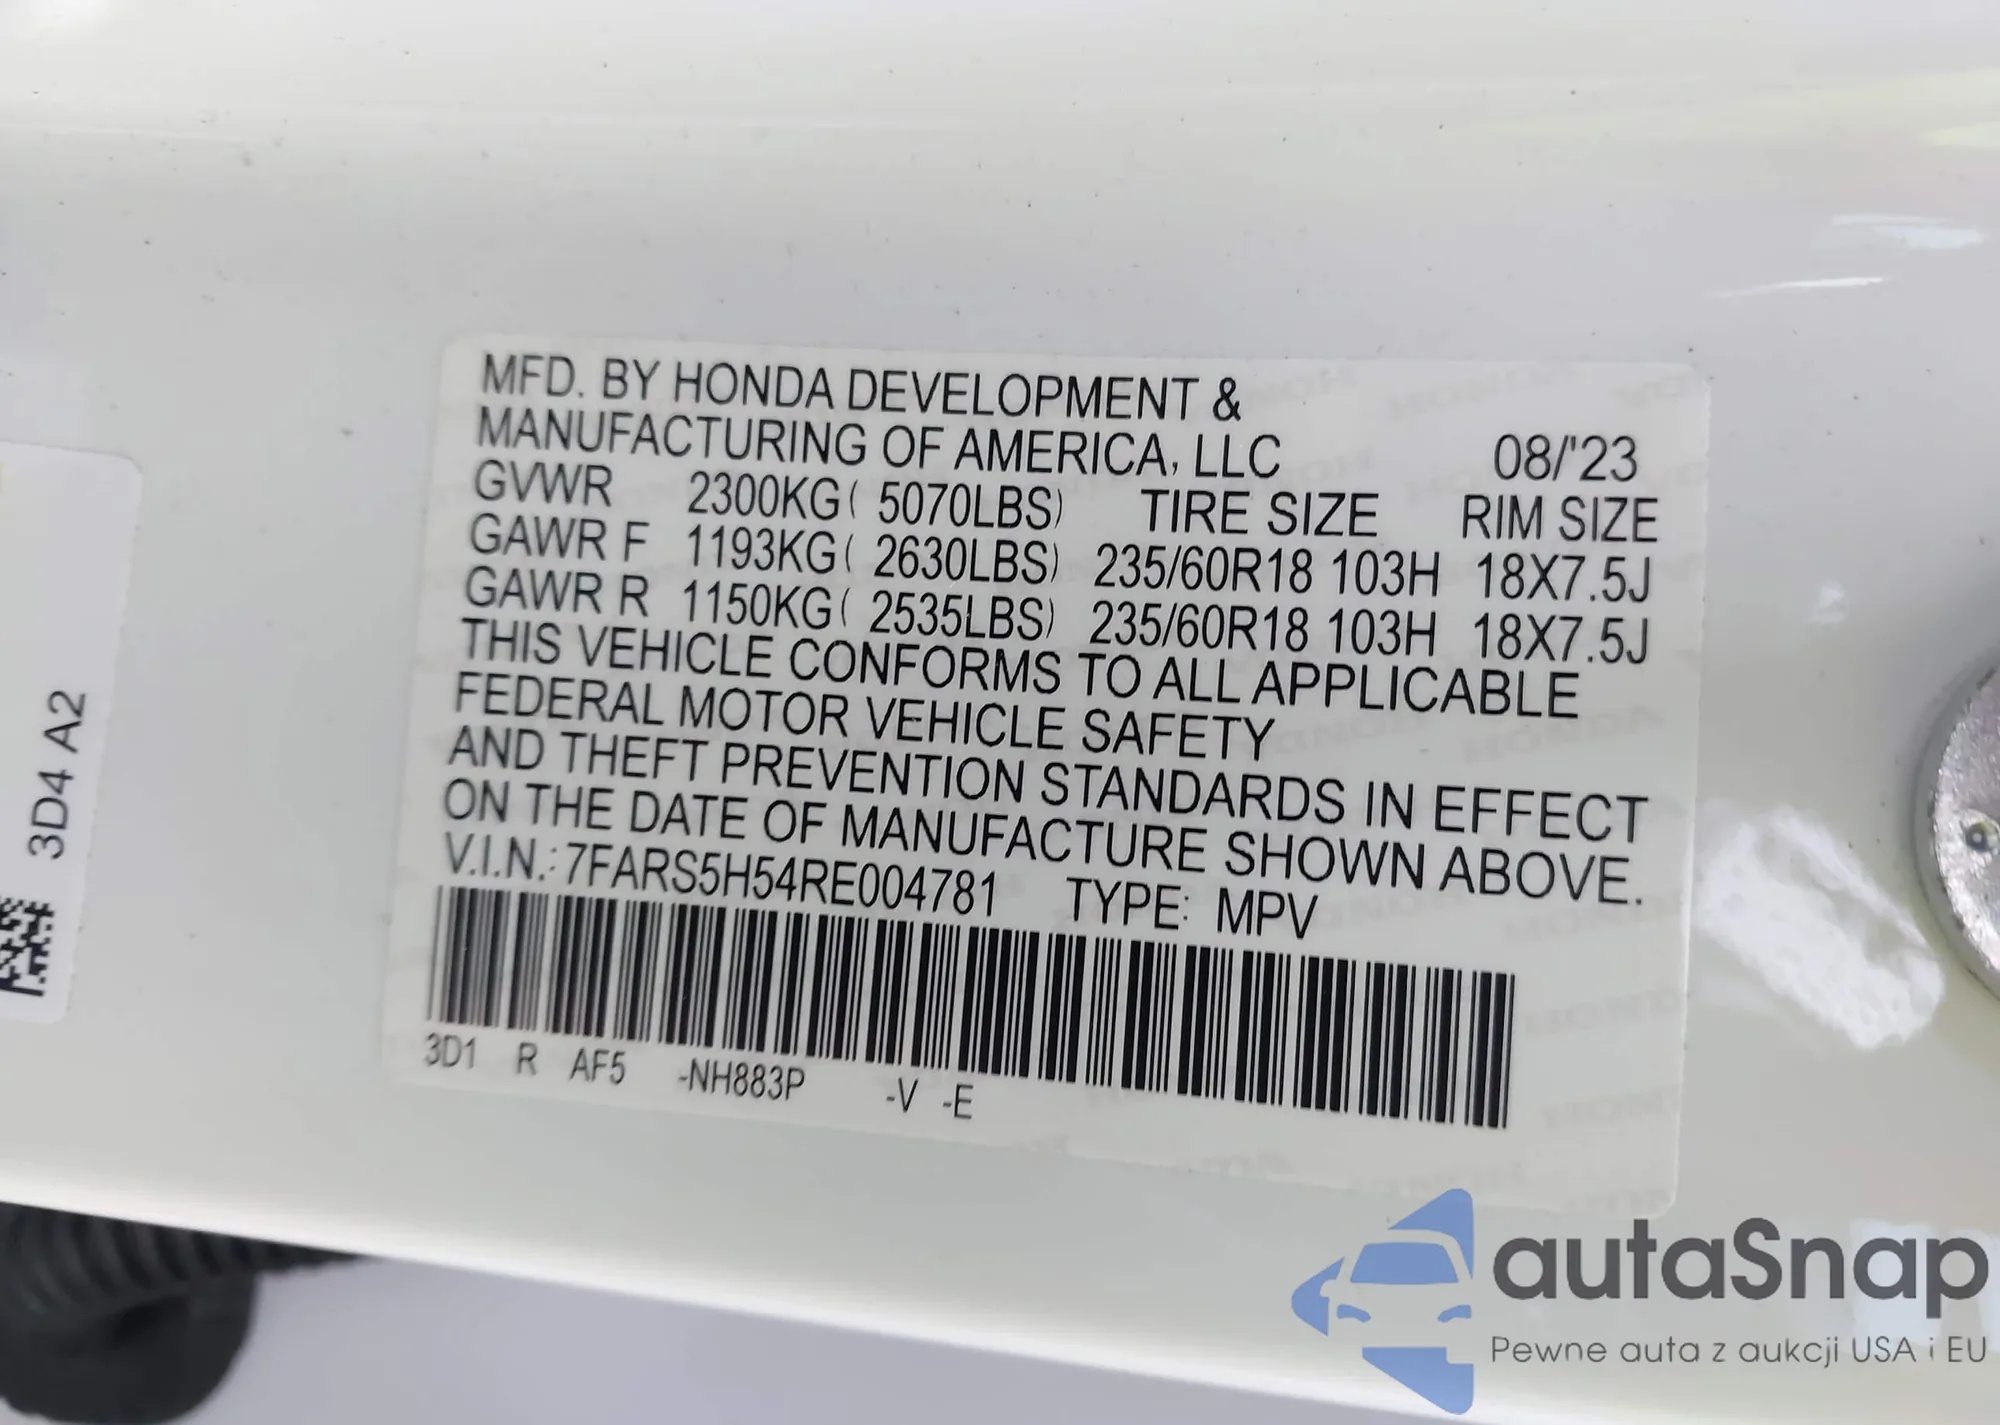 MFD. BY HONDA DEVELOPMENT &
MANUFACTURING OF AMERICA, LLC 08/'23
GVWR 2300KG( 5070LBS) TIRE SIZE RIM SIZE
GAWR F 1193KG( 2630LBS) 235/60R18 103H 18X7.5J
GAWR R 1150KG( 2535LBS) 235/60R18 103H 18X7.5J
THIS VEHICLE CONFORMS TO ALL APPLICABLE
FEDERAL MOTOR VEHICLE SAFETY
AND THEFT PREVENTION STANDARDS IN EFFECT
ON THE DATE OF MANUFACTURE SHOWN ABOVE.
V.I.N.: 7FARS5H54RE004781 TYPE: MPV
3D1 R AF5 -NH883P -V -E
3D4 A2
autaSnap
Pewne auta z aukcji USA i EU